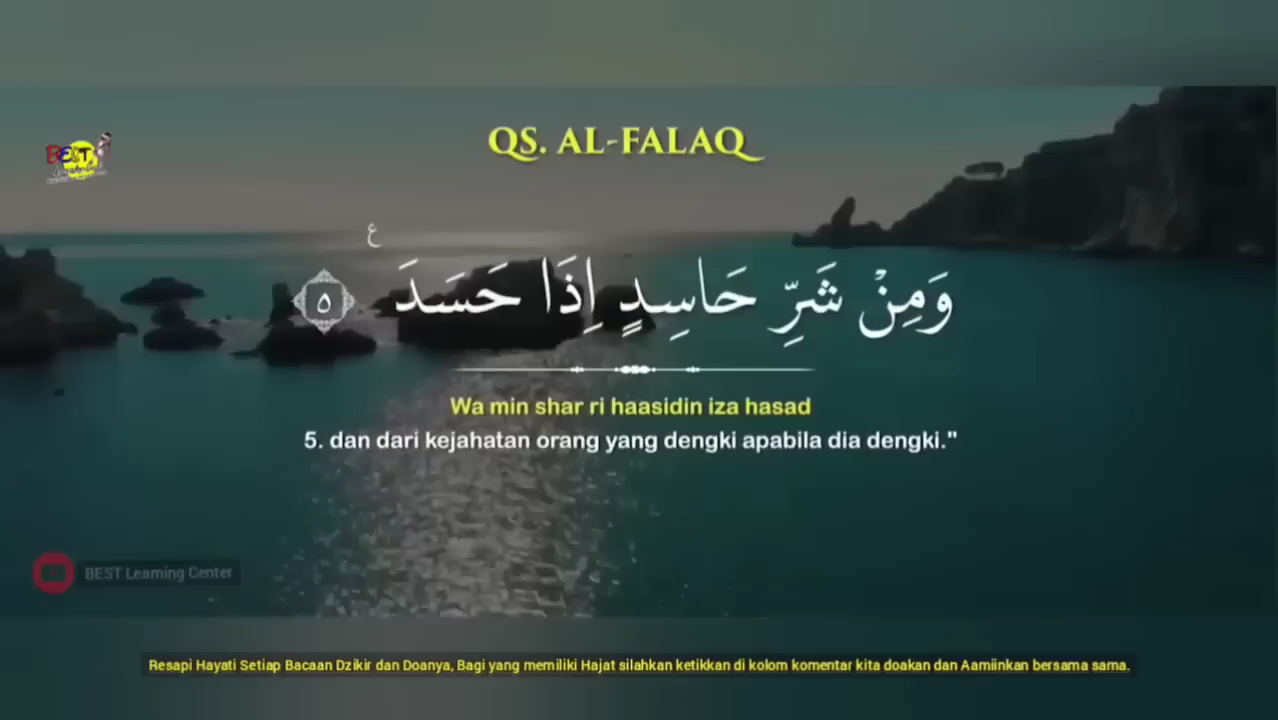 BEST
QS. AL-FALAQ
ع
وَمِنْ شَرِّ حَاسِدٍ اِذَا حَسَدَ ٥
Wa min shar ri haasidin iza hasad
5. dan dari kejahatan orang yang dengki apabila dia dengki."
BEST Learning Center
Resapi Hayati Setiap Bacaan Dzikir dan Doanya, Bagi yang memiliki Hajat silahkan ketikkan di kolom komentar kita doakan dan Aamiinkan bersama sama.